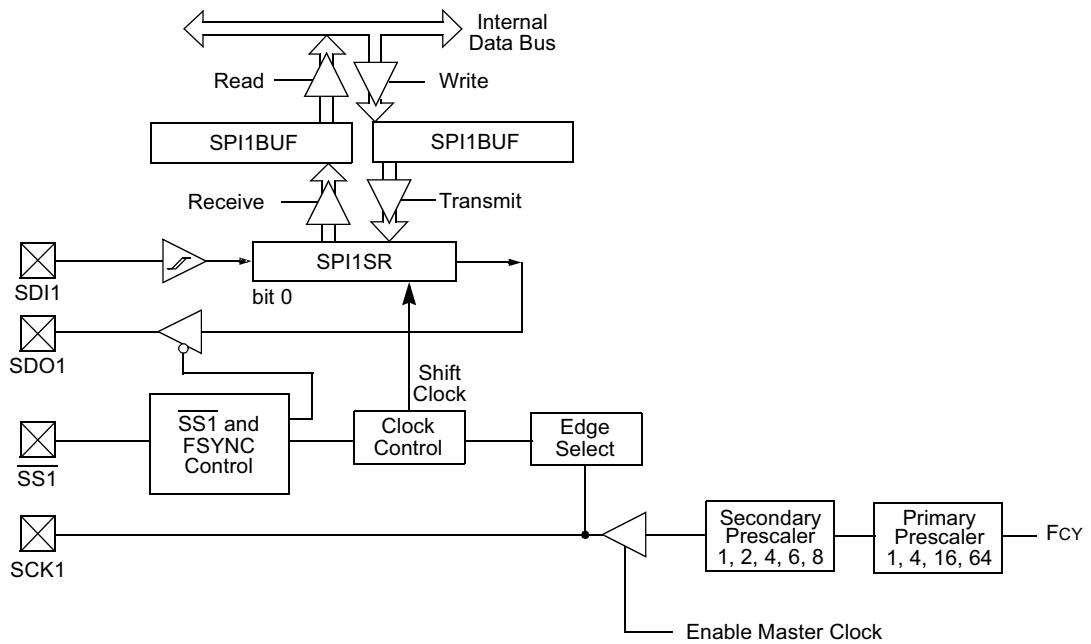 Internal
Data Bus
Read
Write
SPI1BUF
SPI1BUF
Receive
Transmit
SPI1SR
SDI1
bit 0
SDO1
Shift
Clock
SS1 and
FSYNC
Control
Clock
Control
Edge
Select
SS1
Secondary
Prescaler
1, 2, 4, 6, 8
Primary
Prescaler
1, 4, 16, 64
FCY
SCK1
Enable Master Clock